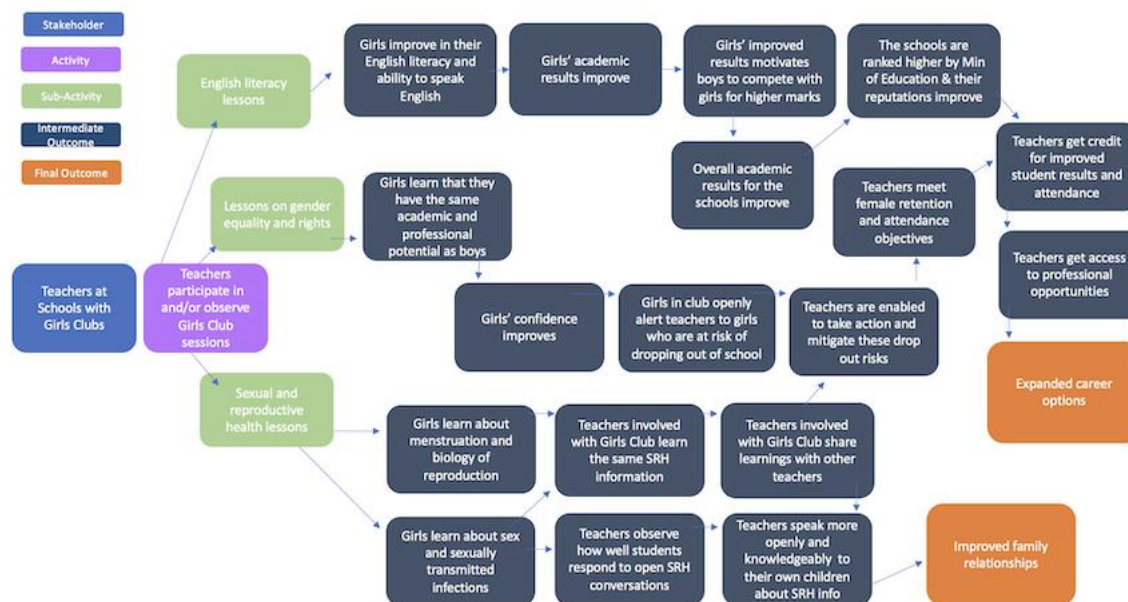 Stakeholder
Activity
Sub-Activity
Intermediate
Outcome
Final Outcome
English literacy
lessons
Girls improve in their
English literacy and
ability to speak
English
Girls' academic
results improve
Girls' improved
results motivates
boys to compete with
girls for higher marks
The schools are
ranked higher by Min
of Education & their
reputations improve
Overall academic
results for the
schools improve
Teachers get credit
for improved
student results and
attendance
Lessons on gender
equality and rights
Girls learn that they
have the same
academic and
professional
potential as boys
Teachers meet
female retention
and attendance
objectives
Teachers get access
to professional
opportunities
Teachers at
Schools with
Girls Clubs
Teachers
participate in
and/or observe
Girls Club
sessions
Girls' confidence
improves
Girls in club openly
alert teachers to girls
who are at risk of
dropping out of school
Teachers are enabled
to take action and
mitigate these drop
out risks
Expanded career
options
Sexual and
reproductive
health lessons
Girls learn about
menstruation and
biology of
reproduction
Teachers involved
with Girls Club learn
the same SRH
information
Teachers involved
with Girls Club share
learnings with other
teachers
Girls learn about sex
and sexually
transmitted
infections
Teachers observe
how well students
respond to open SRH
conversations
Teachers speak more
openly and
knowledgeably to
their own children
about SRH info
Improved family
relationships